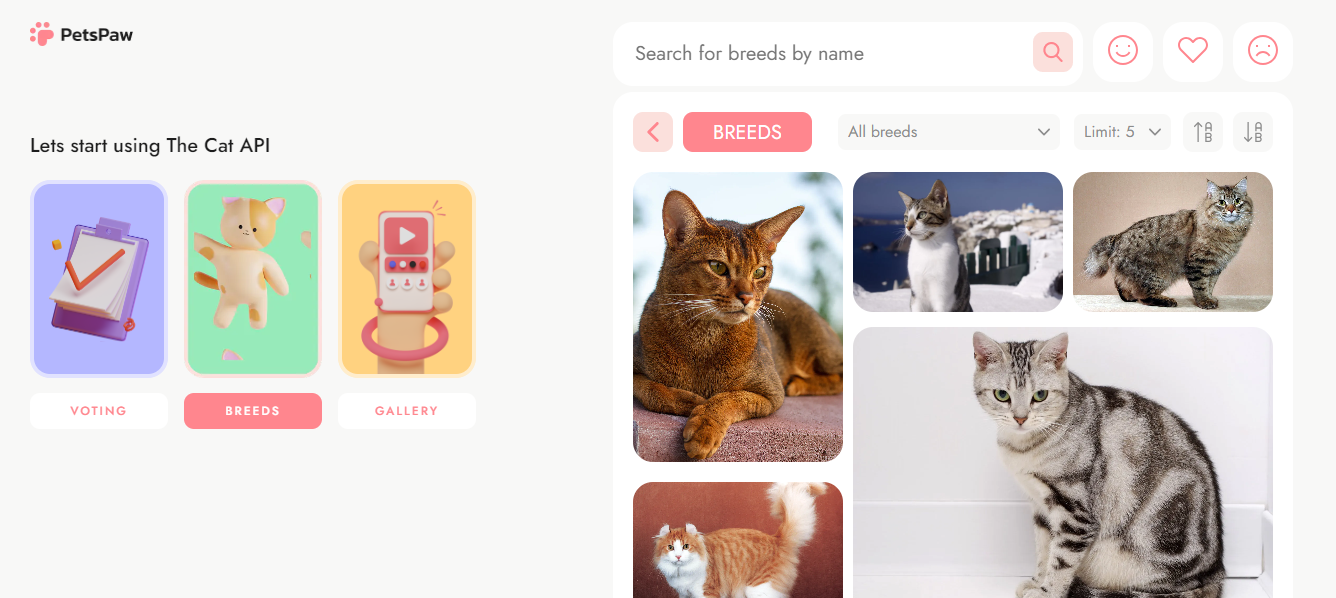 PetsPaw
Search for breeds by name
Lets start using The Cat API
BREEDS
All breeds
Limit: 5
A
B
A
B
VOTING
BREEDS
GALLERY